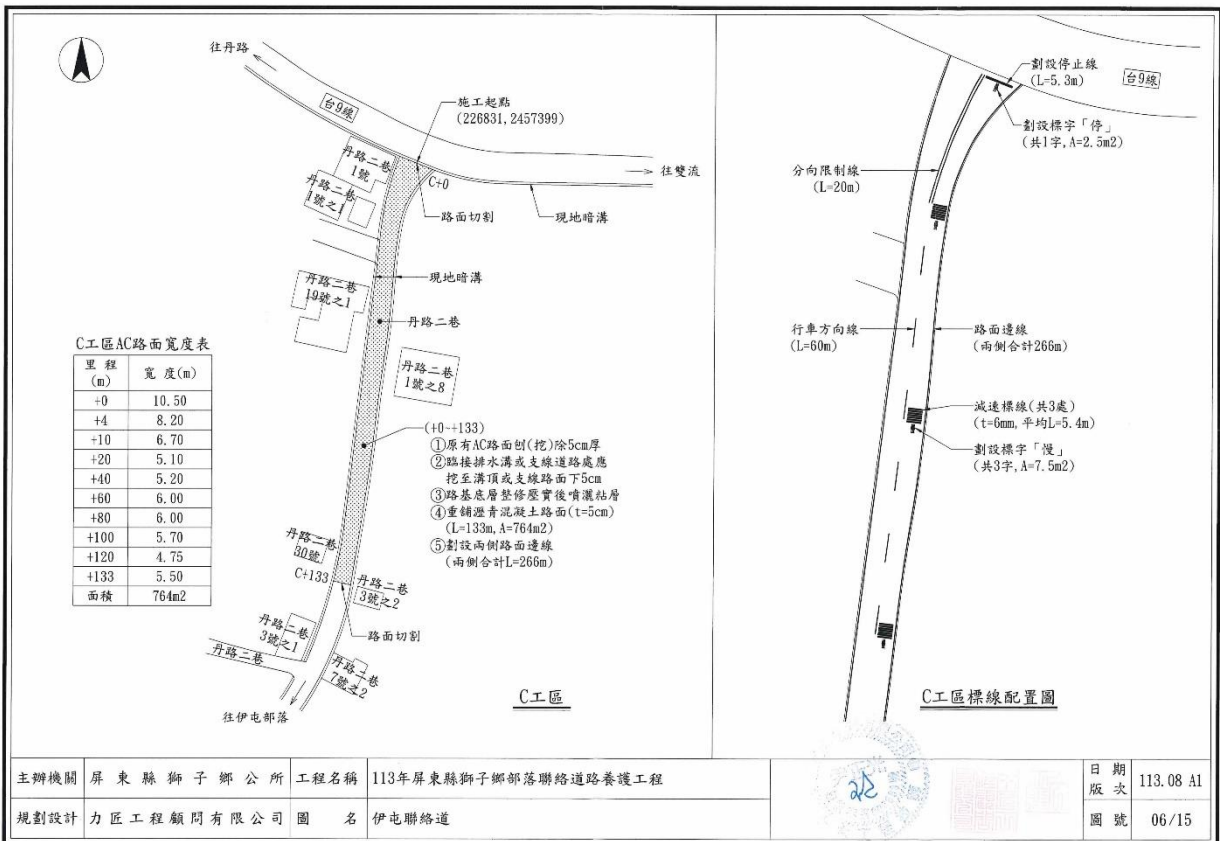 往丹路
台9線
施工起點
(226831, 2457399)
丹路二巷
1號
丹路二巷
1號之1
C+0
往雙流
路面切割
現地暗溝
現地暗溝
丹路二巷
19號之1
丹路二巷
丹路二巷
1號之8
C工區AC路面寬度表
里程(m) 寬度(m)
+0 10.50
+4 8.20
+10 6.70
+20 5.10
+40 5.20
+60 6.00
+80 6.00
+100 5.70
+120 4.75
+133 5.50
面積 764m2
(+0~+133)
①原有AC路面刨(挖)除5cm厚
②臨接排水溝或支線道路處應
挖至溝頂或支線路面下5cm
③路基底層整修壓實後噴灑粘層
④重鋪瀝青混凝土路面(t=5cm)
(L=133m, A=764m2)
⑤劃設兩側路面邊線
(兩側合計L=266m)
丹路二巷
30號
C+133
丹路二巷
3號之2
路面切割
丹路二巷
3號之1
丹路二巷
丹路二巷
7號之2
往伊屯部落
C工區
劃設停止線
(L=5.3m)
台9線
劃設標字「停」
(共1字, A=2.5m2)
分向限制線
(L=20m)
行車方向線
(L=60m)
路面邊線
(兩側合計266m)
減速標線(共3處)
(t=6mm, 平均L=5.4m)
劃設標字「慢」
(共3字, A=7.5m2)
C工區標線配置圖
主辦機關 屏東縣獅子鄉公所 工程名稱 113年屏東縣獅子鄉部落聯絡道路養護工程
規劃設計 力匠工程顧問有限公司 圖名 伊屯聯絡道
日期版次 113.08 A1
圖號 06/15